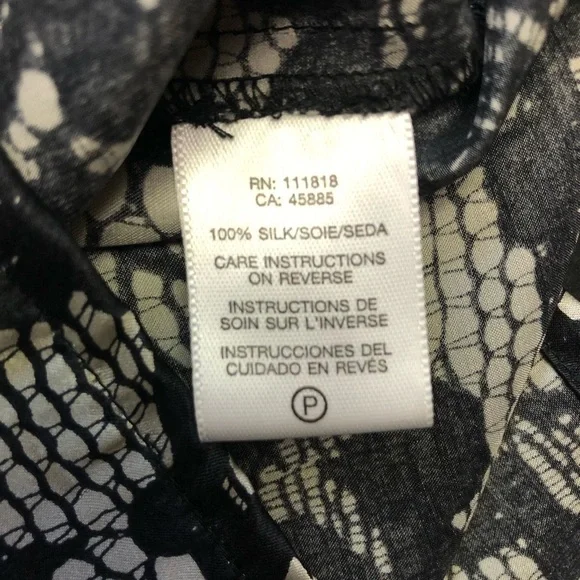 RN: 111818
CA: 45885
100% SILK/SOIE/SEDA
CARE INSTRUCTIONS
ON REVERSE
INSTRUCTIONS DE
SOIN SUR L'INVERSE
INSTRUCCIONES DEL
CUIDADO EN REVÉS
P